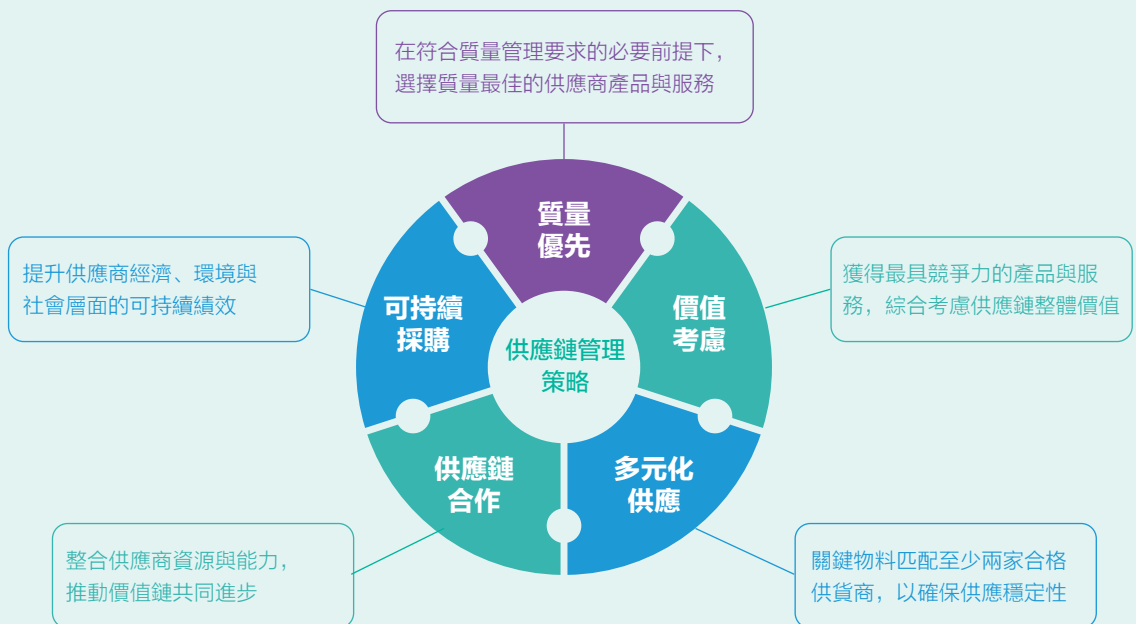 在符合質量管理要求的必要前提下，
選擇質量最佳的供應商產品與服務
質量
優先
提升供應商經濟、環境與
社會層面的可持續績效
可持續
採購
價值
考慮
獲得最具競爭力的產品與服
務，綜合考慮供應鏈整體價值
供應鏈管理
策略
供應鏈
合作
多元化
供應
整合供應商資源與能力，
推動價值鏈共同進步
關鍵物料匹配至少兩家合格
供貨商，以確保供應穩定性